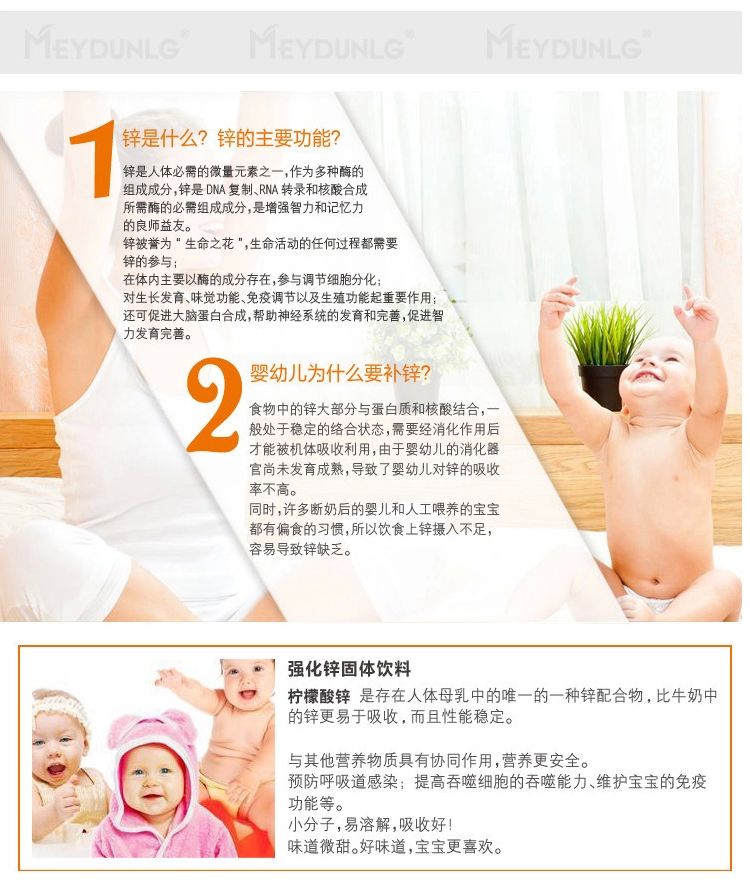 MEYDUNLG® MEYDUNLG® MEYDUNLG®
1 锌是什么？锌的主要功能？
锌是人体必需的微量元素之一，作为多种酶的
组成成分，锌是DNA复制、RNA转录和核酸合成
所需酶的必需组成成分，是增强智力和记忆力
的良师益友。
锌被誉为“生命之花”，生命活动的任何过程都需要
锌的参与；
在体内主要以酶的成分存在，参与调节细胞分化；
对生长发育、味觉功能、免疫调节以及生殖功能起重要作用；
还可促进大脑蛋白合成，帮助神经系统的发育和完善，促进智
力发育完善。
2 婴幼儿为什么要补锌？
食物中的锌大部分与蛋白质和核酸结合，一
般处于稳定的络合状态，需要经消化作用后
才能被机体吸收利用，由于婴幼儿的消化器
官尚未发育成熟，导致了婴幼儿对锌的吸收
率不高。
同时，许多断奶后的婴儿和人工喂养的宝宝
都有偏食的习惯，所以饮食上锌摄入不足，
容易导致锌缺乏。
强化锌固体饮料
柠檬酸锌 是存在人体母乳中的唯一的一种锌配合物，比牛奶中
的锌更易于吸收，而且性能稳定。
与其他营养物质具有协同作用，营养更安全。
预防呼吸道感染；提高吞噬细胞的吞噬能力、维护宝宝的免疫
功能等。
小分子，易溶解，吸收好！
味道微甜。好味道，宝宝更喜欢。